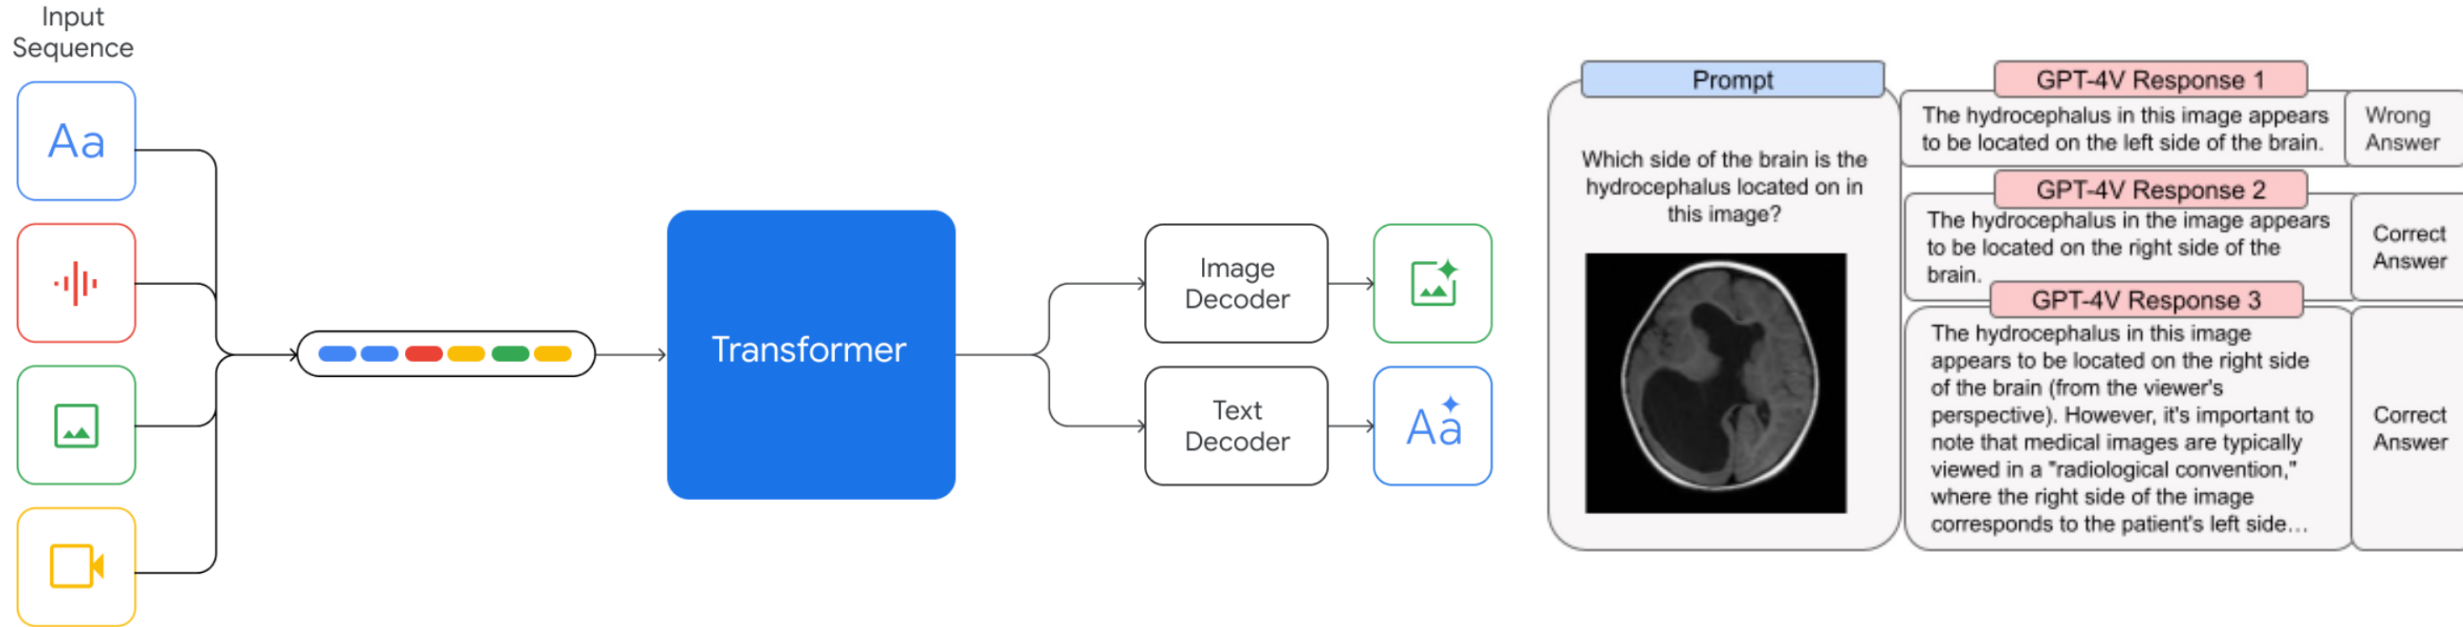 Input
Sequence
Aa
Transformer
Image
Decoder
Text
Decoder
Aa
Prompt
Which side of the brain is the
hydrocephalus located on in
this image?
GPT-4V Response 1
The hydrocephalus in this image appears
to be located on the left side of the brain.
Wrong
Answer
GPT-4V Response 2
The hydrocephalus in the image appears
to be located on the right side of the
brain.
Correct
Answer
GPT-4V Response 3
The hydrocephalus in this image
appears to be located on the right side
of the brain (from the viewer's
perspective). However, it's important to
note that medical images are typically
viewed in a "radiological convention,"
where the right side of the image
corresponds to the patient's left side...
Correct
Answer